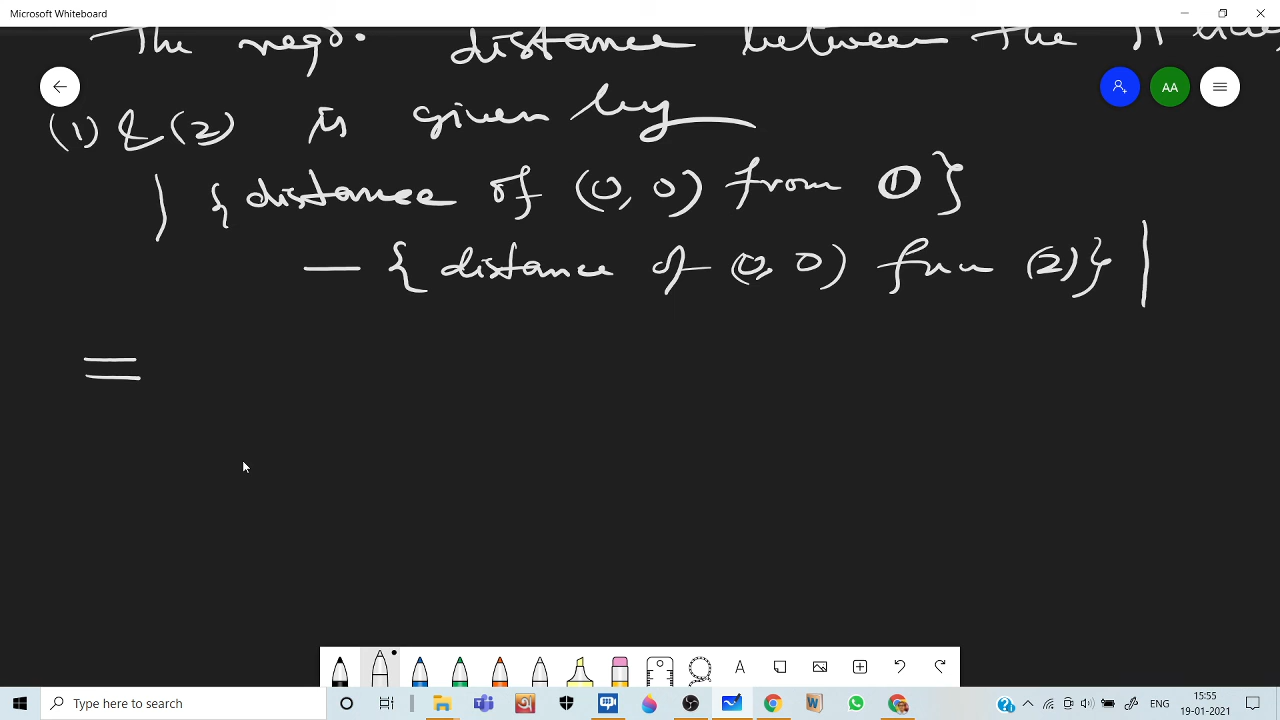 Microsoft Whiteboard
The reqd. distance between the || lines
AA
(1) & (2) is given by
| {distance of (0, 0) from ①}
— {distance of (0, 0) from (2)} |
=
A
Type here to search
W
ENG
15:55
19-01-2021